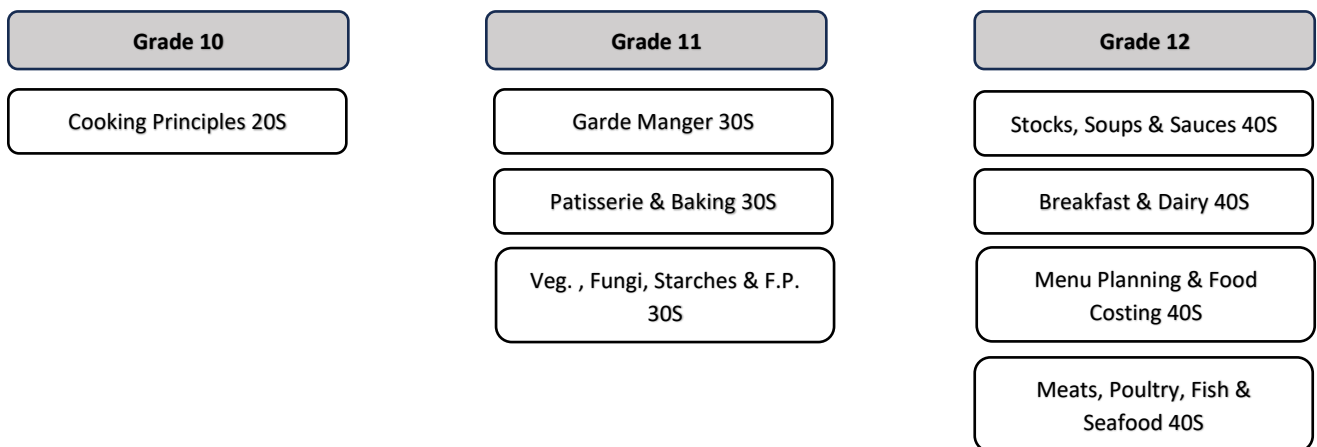 Grade 10
Cooking Principles 20S
Grade 11
Garde Manger 30S
Patisserie & Baking 30S
Veg. , Fungi, Starches & F.P.
30S
Grade 12
Stocks, Soups & Sauces 40S
Breakfast & Dairy 40S
Menu Planning & Food
Costing 40S
Meats, Poultry, Fish &
Seafood 40S